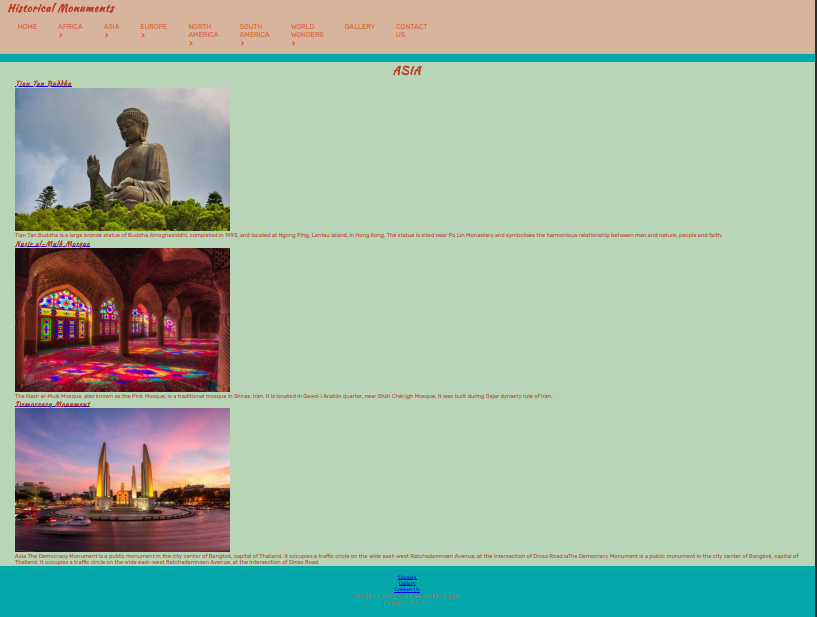 Historical Monuments
HOME AFRICA ASIA EUROPE NORTH AMERICA SOUTH AMERICA WORLD WONDERS GALLERY CONTACT US
ASIA
Tian Tan Buddha
Tian Tan Buddha is a large bronze statue of Buddha Amoghasiddhi, completed in 1993, and located at Ngong Ping, Lantau Island, in Hong Kong. The statue is sited near Po Lin Monastery and symbolises the harmonious relationship between man and nature, people and faith.
Nasir al-Mulk Mosque
The Nasir al-Mulk Mosque, also known as the Pink Mosque, is a traditional mosque in Shiraz, Iran. It is located in Gawd-i Arabān quarter, near Shāh Chérāgh Mosque. It was built during Qajar dynasty rule of Iran.
Democracy Monument
Asia The Democracy Monument is a public monument in the city center of Bangkok, capital of Thailand. It occupies a traffic circle on the wide east-west Ratchadamnoen Avenue, at the intersection of Dinso Road.iaThe Democracy Monument is a public monument in the city center of Bangkok, capital of
Thailand. It occupies a traffic circle on the wide east-west Ratchadamnoen Avenue, at the intersection of Dinso Road.
Sitemap
Gallery
Contact Us